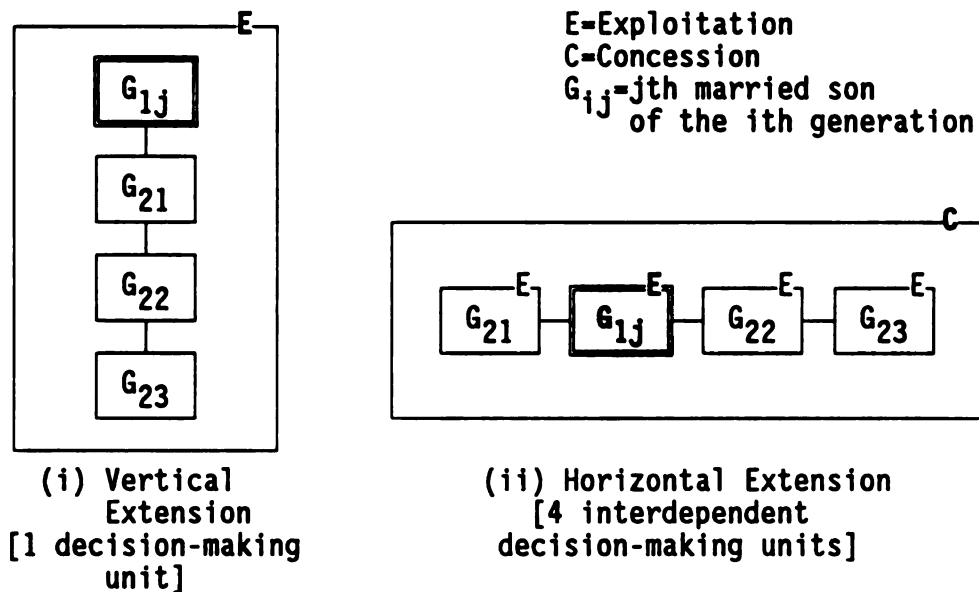 E=Exploitation
C=Concession
Gij=jth married son
of the ith generation
E
G1j
G21
G22
G23
(i) Vertical
Extension
[1 decision-making
unit]
C
E E E E
G21 G1j G22 G23
(ii) Horizontal Extension
[4 interdependent
decision-making units]